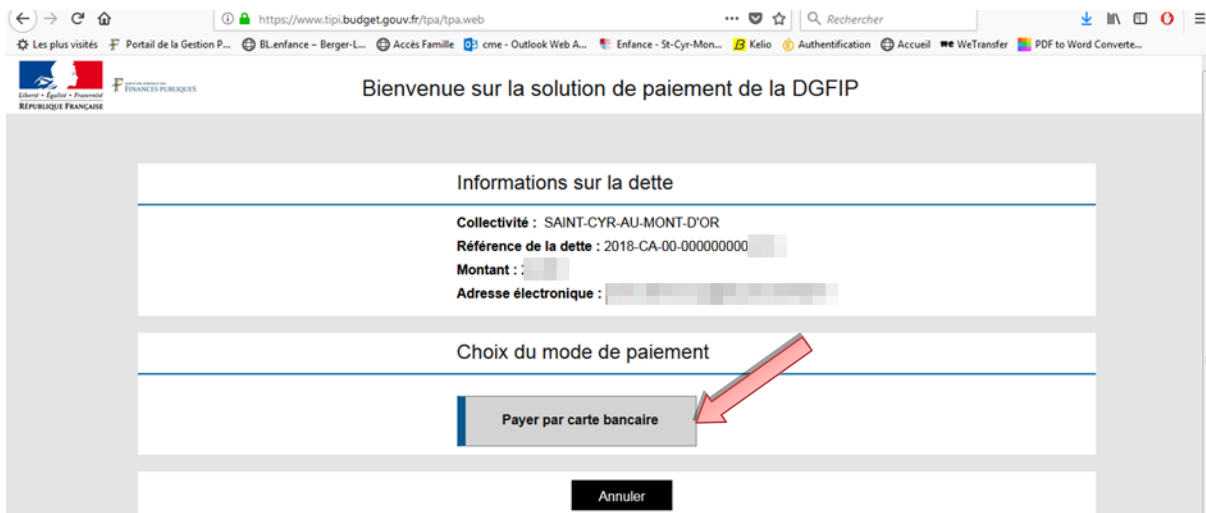 https://www.tipi.budget.gouv.fr/tpa/tpa.web
Rechercher
Les plus visités
Portail de la Gestion P...
BL.enfance – Berger-L...
Accès Famille
cme - Outlook Web A...
Enfance - St-Cyr-Mon...
Kelio
Authentification
Accueil
WeTransfer
PDF to Word Converte...
Liberté • Égalité • Fraternité
RÉPUBLIQUE FRANÇAISE
FINANCES PUBLIQUES
Bienvenue sur la solution de paiement de la DGFIP
Informations sur la dette
Collectivité : SAINT-CYR-AU-MONT-D'OR
Référence de la dette : 2018-CA-00-000000000
Montant :
Adresse électronique :
Choix du mode de paiement
Payer par carte bancaire
Annuler